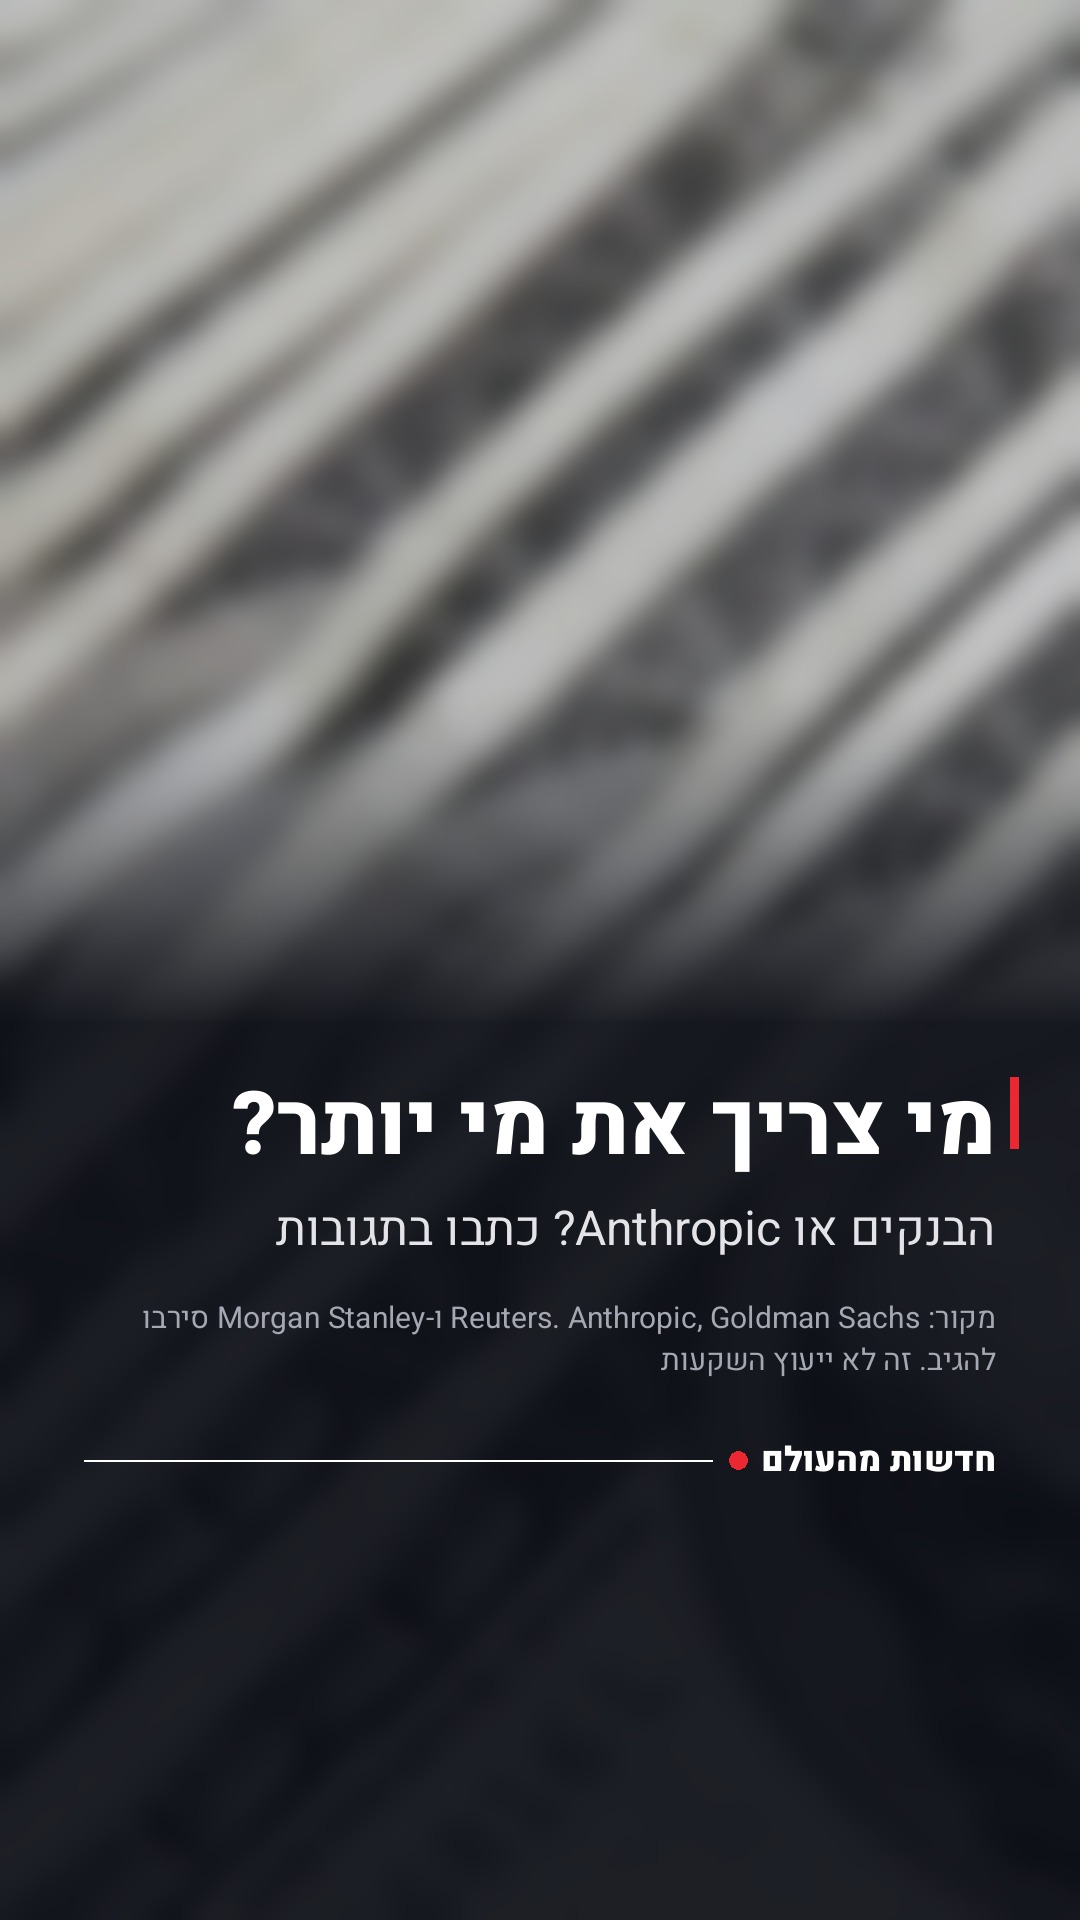 מי צריך את מי יותר?
הבנקים או Anthropic? כתבו בתגובות
מקור: Reuters. Anthropic, Goldman Sachs ו-Morgan Stanley סירבו
להגיב. זה לא ייעוץ השקעות
חדשות מהעולם